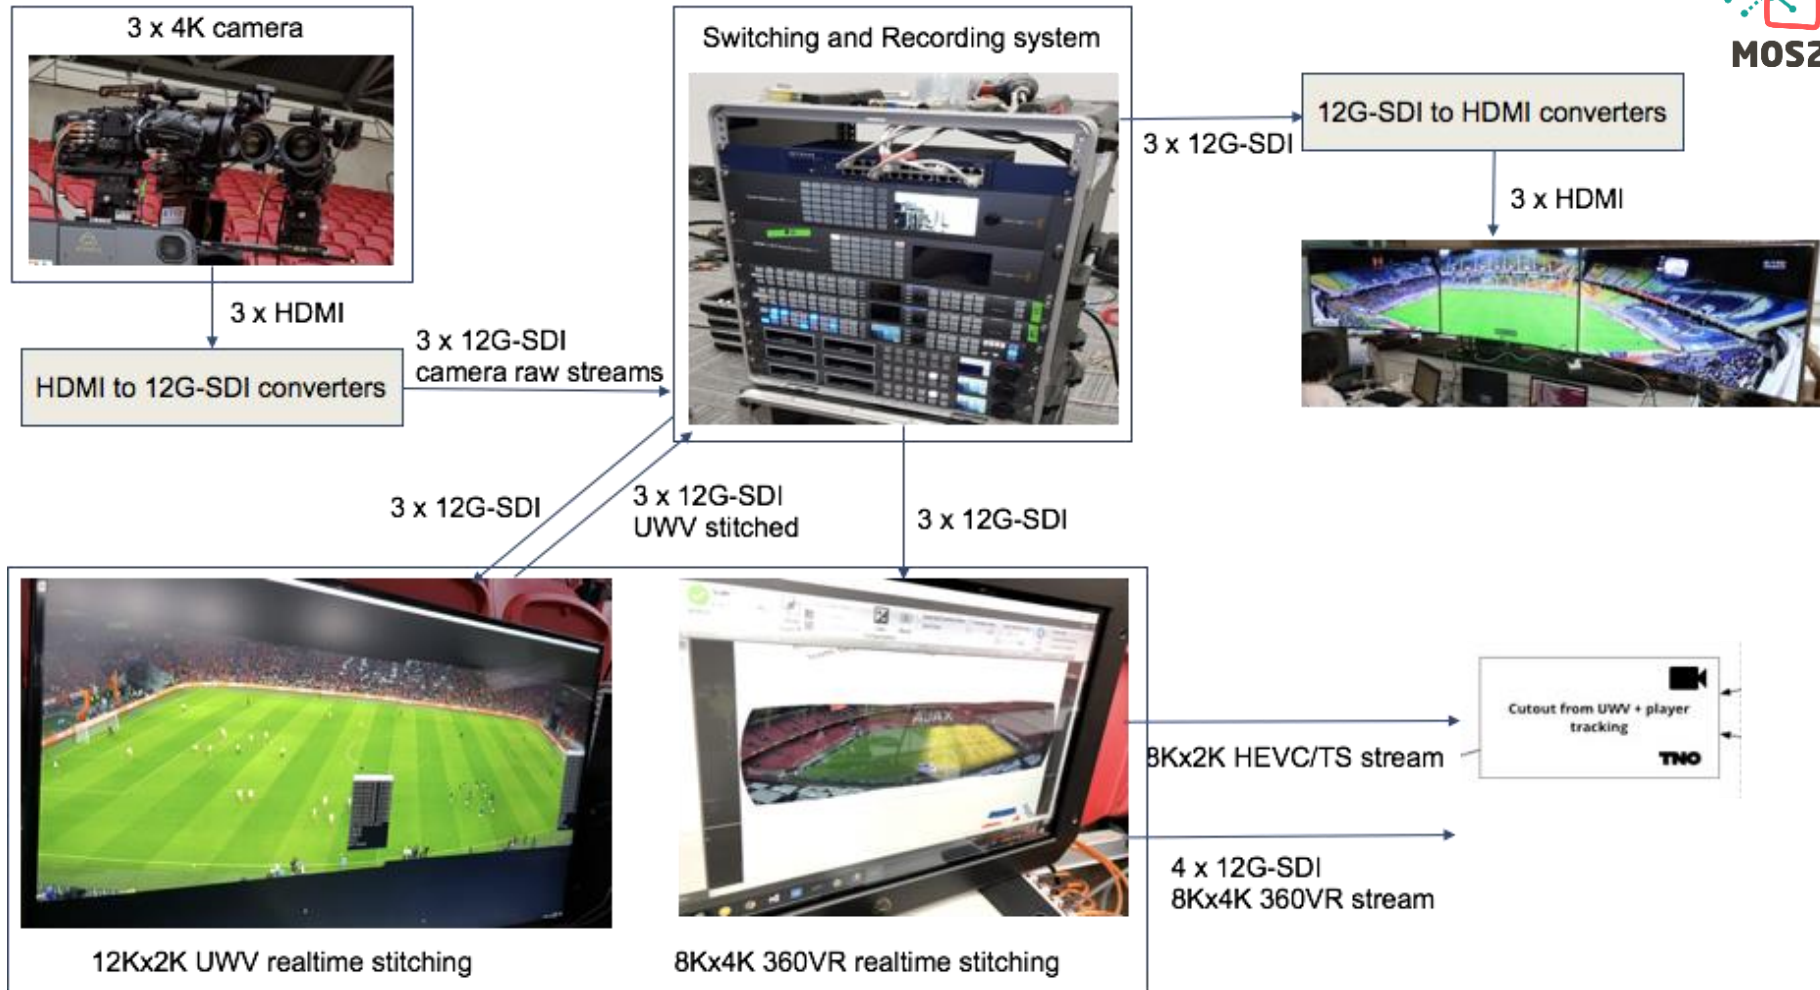 3 x 4K camera
Switching and Recording system
MOS2
12G-SDI to HDMI converters
3 x 12G-SDI
3 x HDMI
3 x HDMI
HDMI to 12G-SDI converters
3 x 12G-SDI
camera raw streams
3 x 12G-SDI
3 x 12G-SDI
UWV stitched
3 x 12G-SDI
AJAX
Cutout from UWV + player
tracking
TNO
8Kx2K HEVC/TS stream
4 x 12G-SDI
8Kx4K 360VR stream
12Kx2K UWV realtime stitching
8Kx4K 360VR realtime stitching